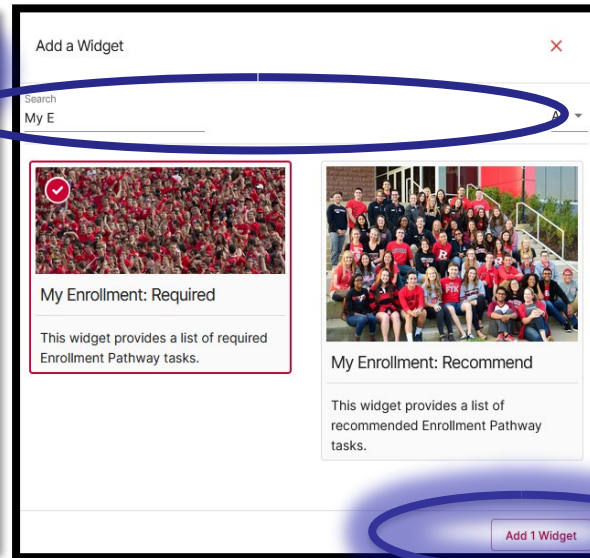 Add a Widget
Search
My E
My Enrollment: Required
This widget provides a list of required
Enrollment Pathway tasks.
My Enrollment: Recommend
This widget provides a list of
recommended Enrollment Pathway
tasks.
Add 1 Widget